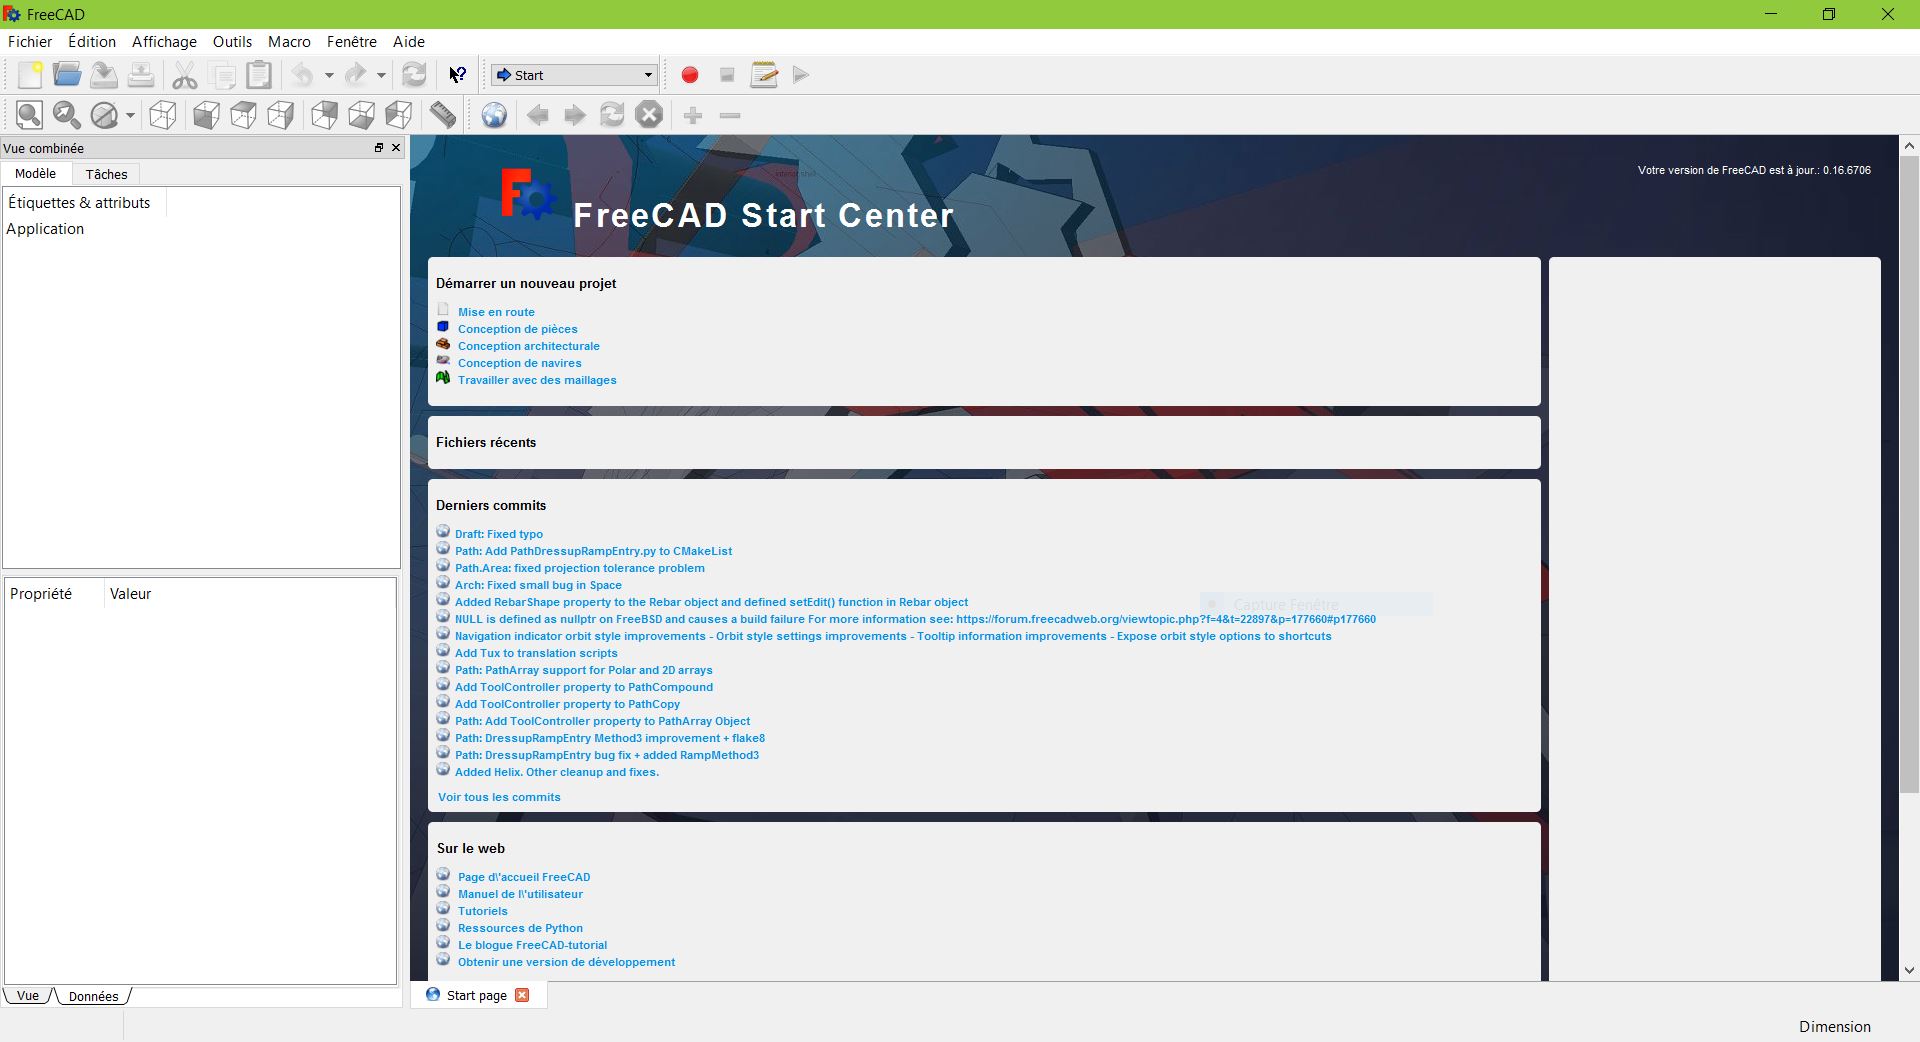 FreeCAD
Fichier Édition Affichage Outils Macro Fenêtre Aide
Start
Vue combinée
Modèle Tâches
Étiquettes & attributs
Application
Propriété Valeur
Vue Données
Votre version de FreeCAD est à jour.: 0.16.6706
FreeCAD Start Center
Démarrer un nouveau projet
Mise en route
Conception de pièces
Conception architecturale
Conception de navires
Travailler avec des maillages
Fichiers récents
Derniers commits
Draft: Fixed typo
Path: Add PathDressupRampEntry.py to CMakeList
Path.Area: fixed projection tolerance problem
Arch: Fixed small bug in Space
Added RebarShape property to the Rebar object and defined setEdit() function in Rebar object
Capture Fenêtre
NULL is defined as nullptr on FreeBSD and causes a build failure For more information see: https://forum.freecadweb.org/viewtopic.php?f=4&t=22897&p=177660#p177660
Navigation indicator orbit style improvements - Orbit style settings improvements - Tooltip information improvements - Expose orbit style options to shortcuts
Add Tux to translation scripts
Path: PathArray support for Polar and 2D arrays
Add ToolController property to PathCompound
Add ToolController property to PathCopy
Path: Add ToolController property to PathArray Object
Path: DressupRampEntry Method3 improvement + flake8
Path: DressupRampEntry bug fix + added RampMethod3
Added Helix. Other cleanup and fixes.
Voir tous les commits
Sur le web
Page d\'accueil FreeCAD
Manuel de l\'utilisateur
Tutoriels
Ressources de Python
Le blogue FreeCAD-tutorial
Obtenir une version de développement
Start page
Dimension